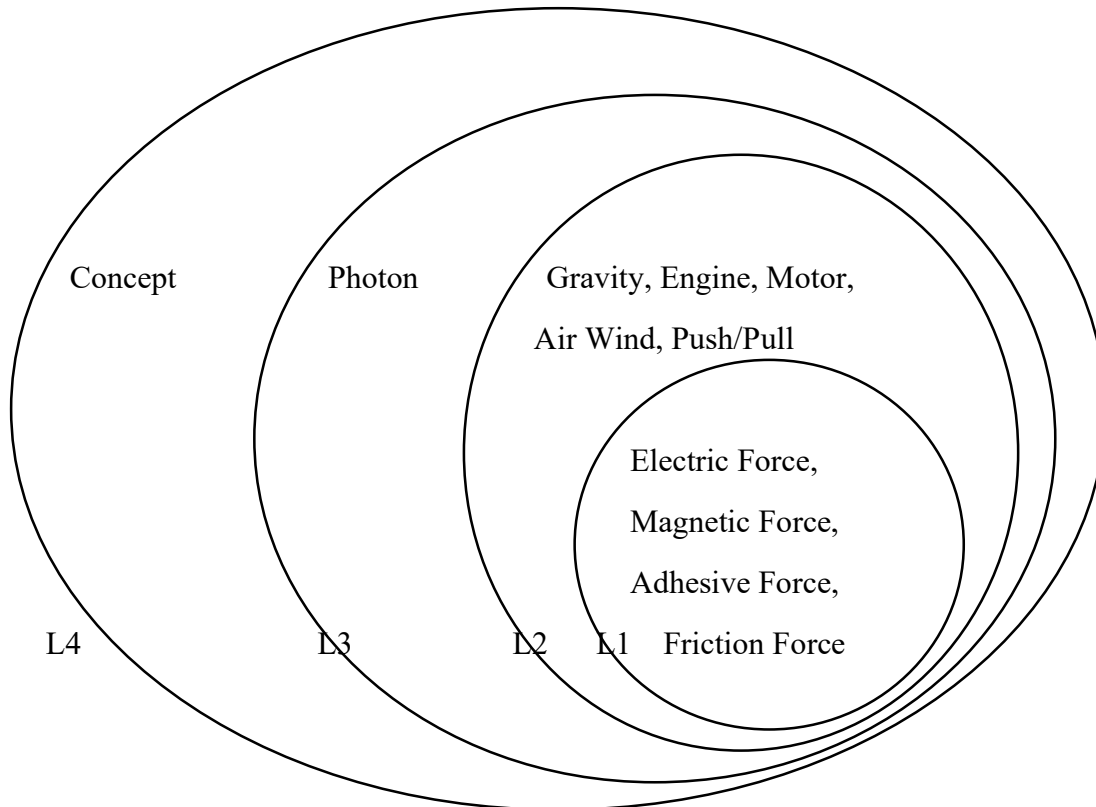 Concept
Photon
Gravity, Engine, Motor,
Air Wind, Push/Pull
Electric Force,
Magnetic Force,
Adhesive Force,
L4
L3
L2
L1
Friction Force